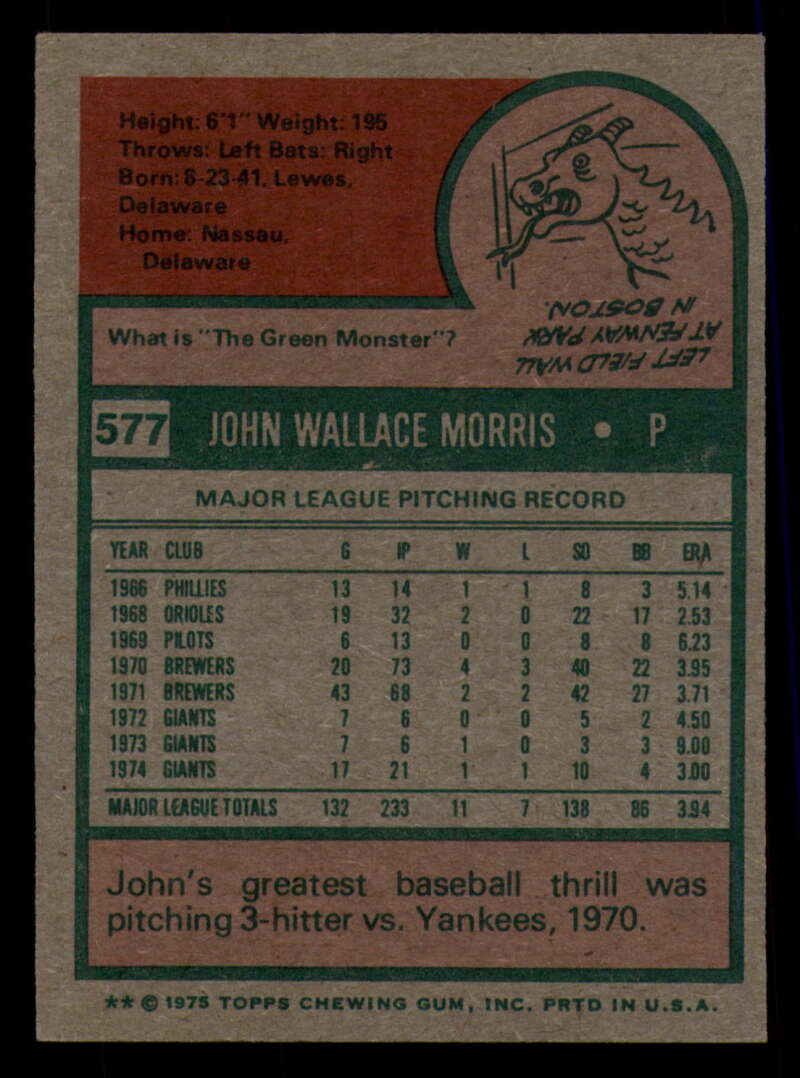 Height: 6'1" Weight: 195
Throws: Left Bats: Right
Born: 8-23-41, Lewes,
Delaware
Home: Nassau,
Delaware
What is "The Green Monster"?
LEFT FIELD WALL
AT FENWAY PARK
IN BOSTON.
577 JOHN WALLACE MORRIS • P
MAJOR LEAGUE PITCHING RECORD
YEAR CLUB G IP W L SO BB ERA
1966 PHILLIES 13 14 1 1 8 3 5.14
1968 ORIOLES 19 32 2 0 22 17 2.53
1969 PILOTS 6 13 0 0 8 8 6.23
1970 BREWERS 20 73 4 3 40 22 3.95
1971 BREWERS 43 68 2 2 42 27 3.71
1972 GIANTS 7 6 0 0 5 2 4.50
1973 GIANTS 7 6 1 0 3 3 9.00
1974 GIANTS 17 21 1 1 10 4 3.00
MAJOR LEAGUE TOTALS 132 233 11 7 138 86 3.94
John's greatest baseball thrill was
pitching 3-hitter vs. Yankees, 1970.
** © 1975 TOPPS CHEWING GUM, INC. PRTD IN U.S.A.